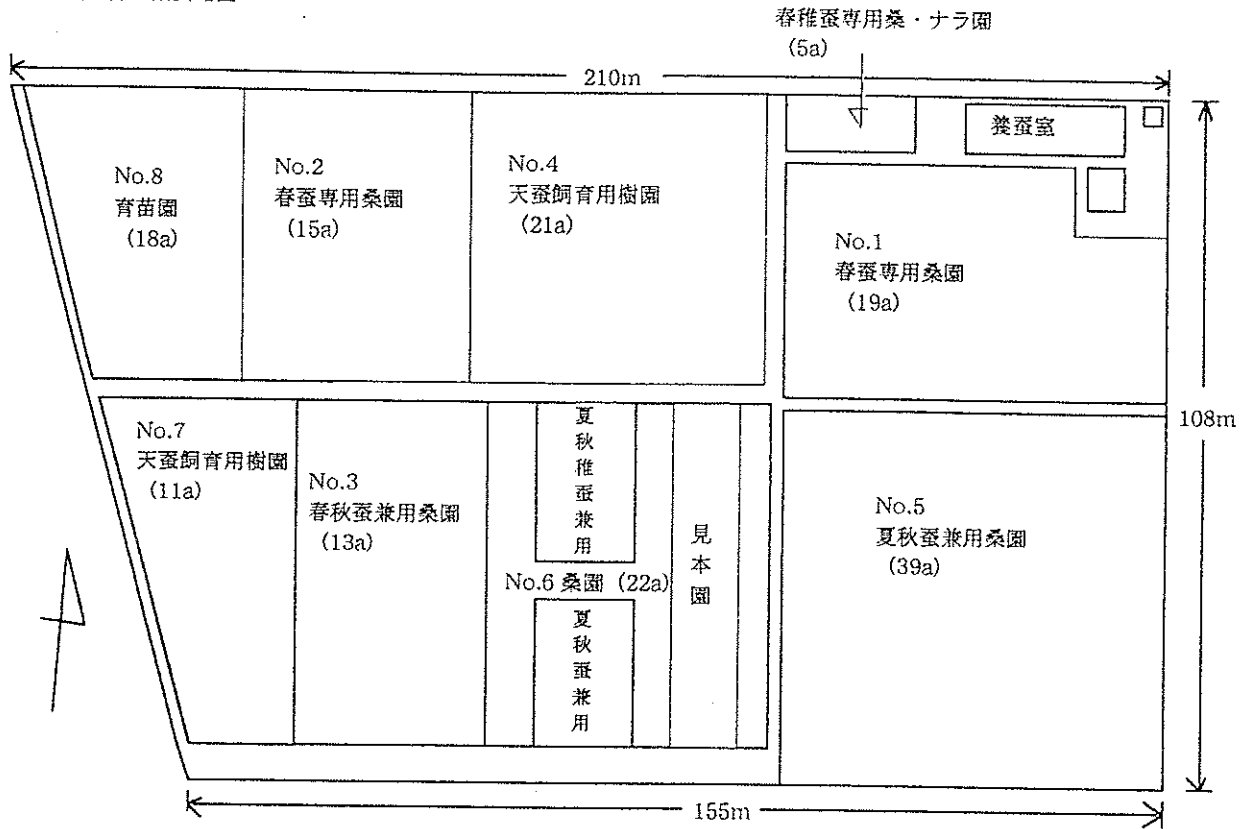 春稚蚕専用桑・ナラ園
(5a)
210m
養蚕室
No.8
育苗園
(18a)
No.2
春蚕専用桑園
(15a)
No.4
天蚕飼育用樹園
(21a)
No.1
春蚕専用桑園
(19a)
108m
No.7
天蚕飼育用樹園
(11a)
No.3
春秋蚕兼用桑園
(13a)
夏秋稚蚕兼用
No.6 桑園 (22a)
夏秋蚕兼用
見本園
No.5
夏秋蚕兼用桑園
(39a)
155m